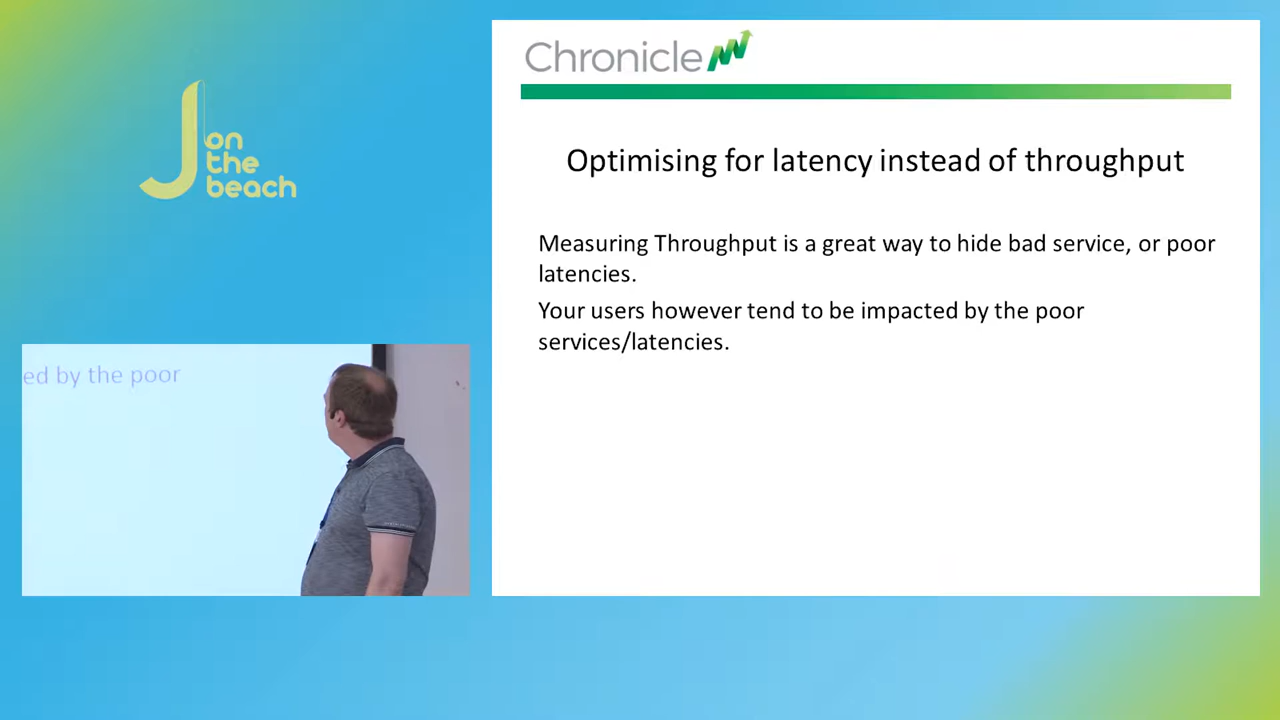 J on
the
beach
Chronicle
Optimising for latency instead of throughput
Measuring Throughput is a great way to hide bad service, or poor
latencies.
Your users however tend to be impacted by the poor
services/latencies.
ed by the poor